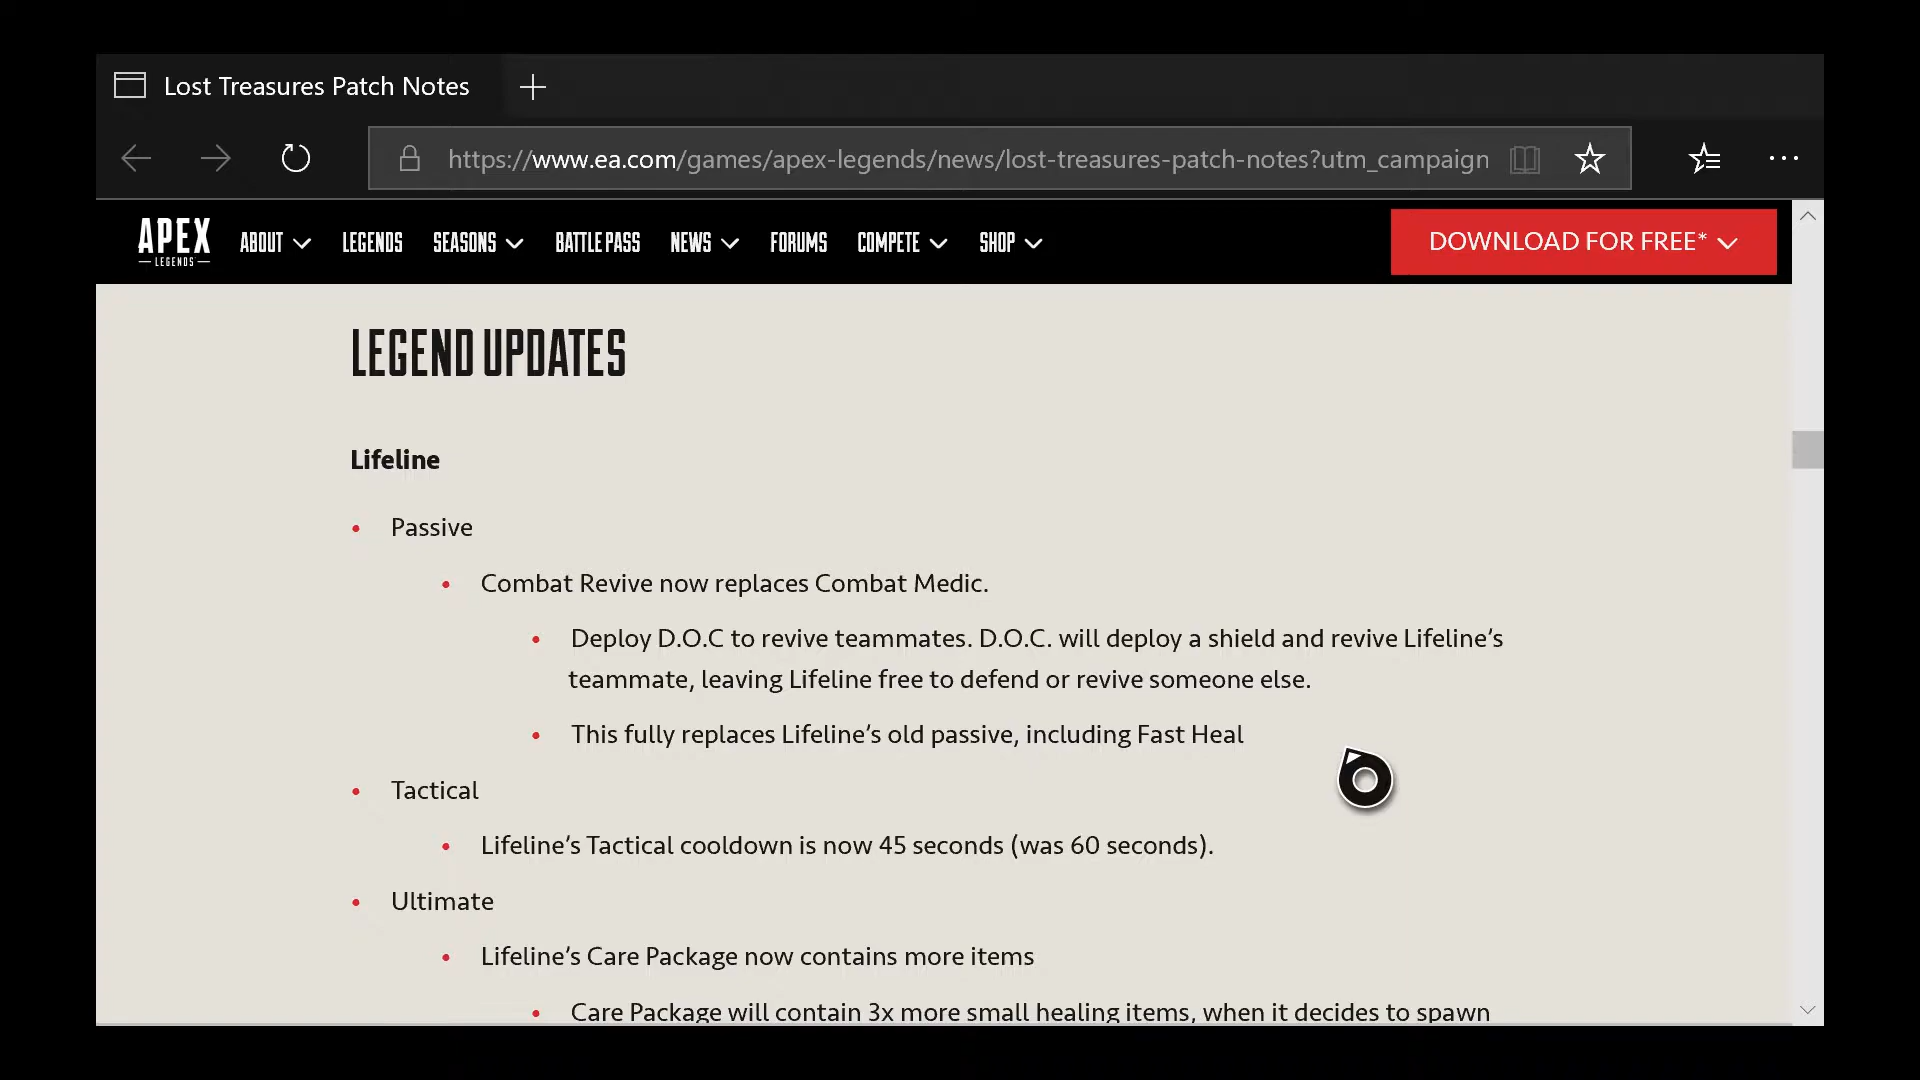 Lost Treasures Patch Notes
https://www.ea.com/games/apex-legends/news/lost-treasures-patch-notes?utm_campaign
APEX
LEGENDS
ABOUT LEGENDS SEASONS BATTLE PASS NEWS FORUMS COMPETE SHOP DOWNLOAD FOR FREE*
LEGEND UPDATES
Lifeline
• Passive
• Combat Revive now replaces Combat Medic.
• Deploy D.O.C to revive teammates. D.O.C. will deploy a shield and revive Lifeline’s
teammate, leaving Lifeline free to defend or revive someone else.
• This fully replaces Lifeline’s old passive, including Fast Heal
• Tactical
• Lifeline’s Tactical cooldown is now 45 seconds (was 60 seconds).
• Ultimate
• Lifeline’s Care Package now contains more items
• Care Package will contain 3x more small healing items, when it decides to spawn